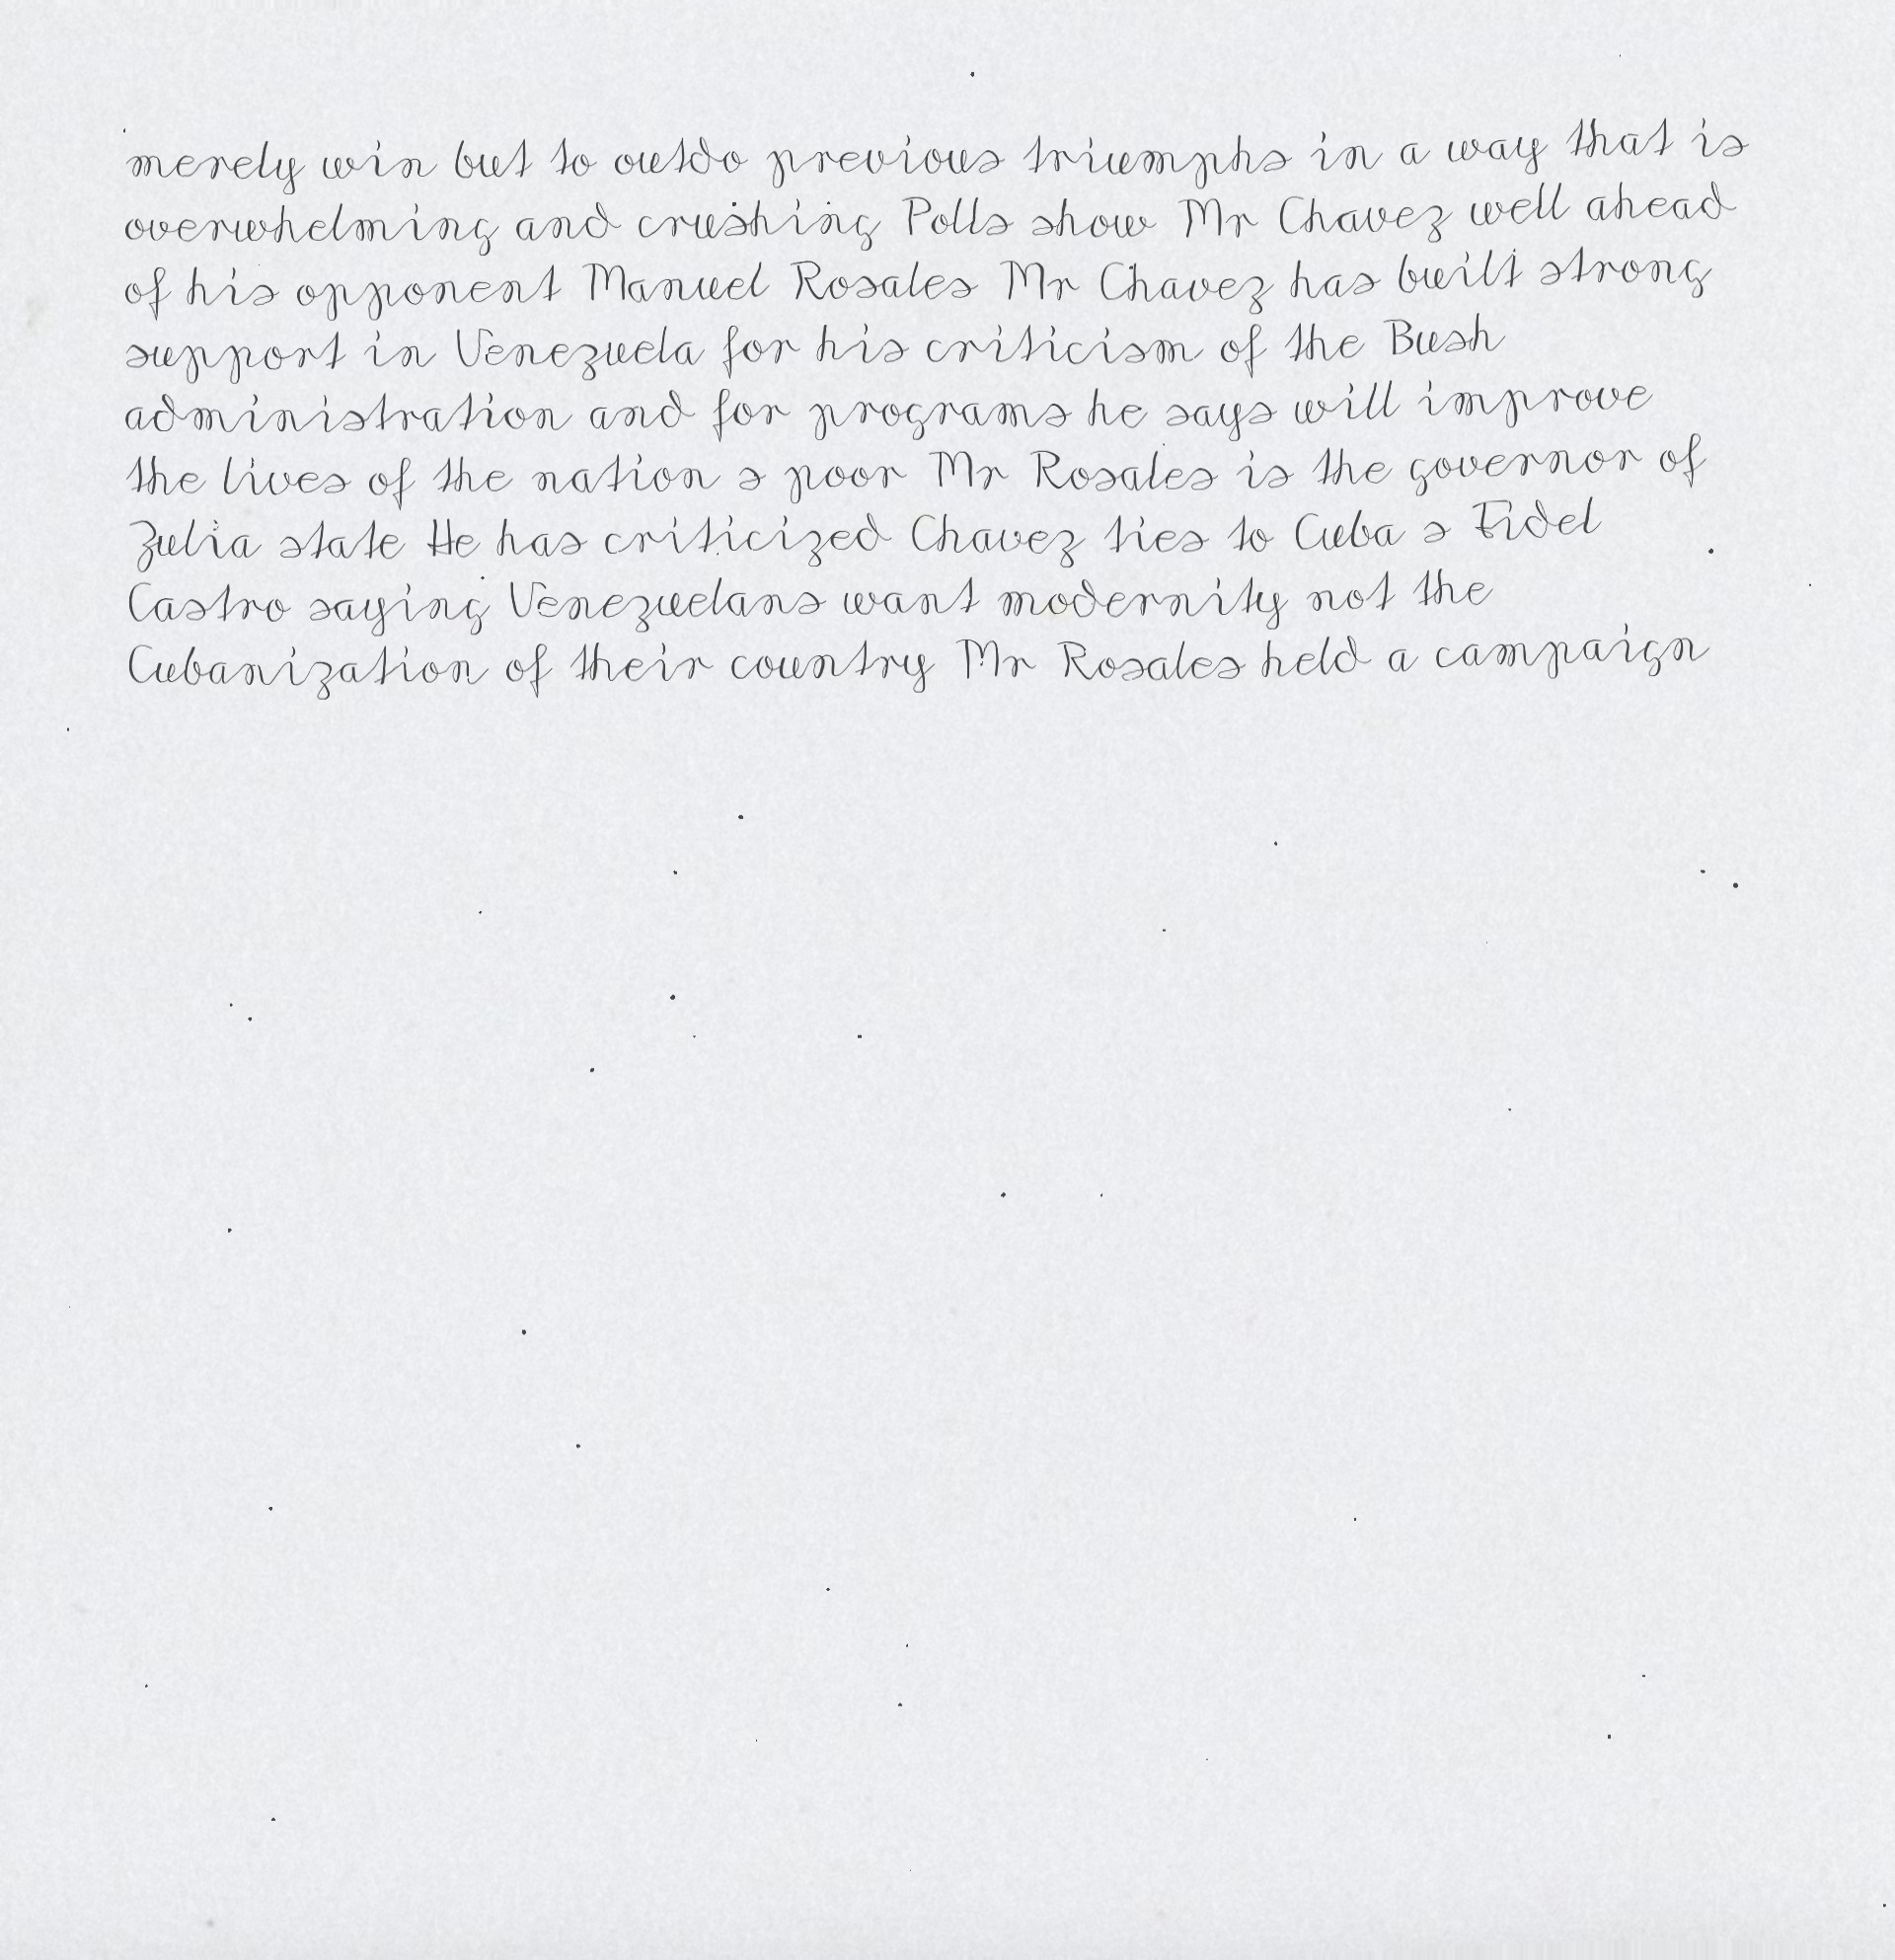 merely win but to outdo previous triumphs in a way that is
overwhelming and crushing Polls show Mr Chavez well ahead
of his opponent Manuel Rosales Mr Chavez has built strong
support in Venezuela for his criticism of the Bush
administration and for programs he says will improve
the lives of the nation s poor Mr Rosales is the governor of
Zulia state He has criticized Chavez ties to Cuba s Fidel
Castro saying Venezuelans want modernity not the
Cubanization of their country Mr Rosales held a campaign